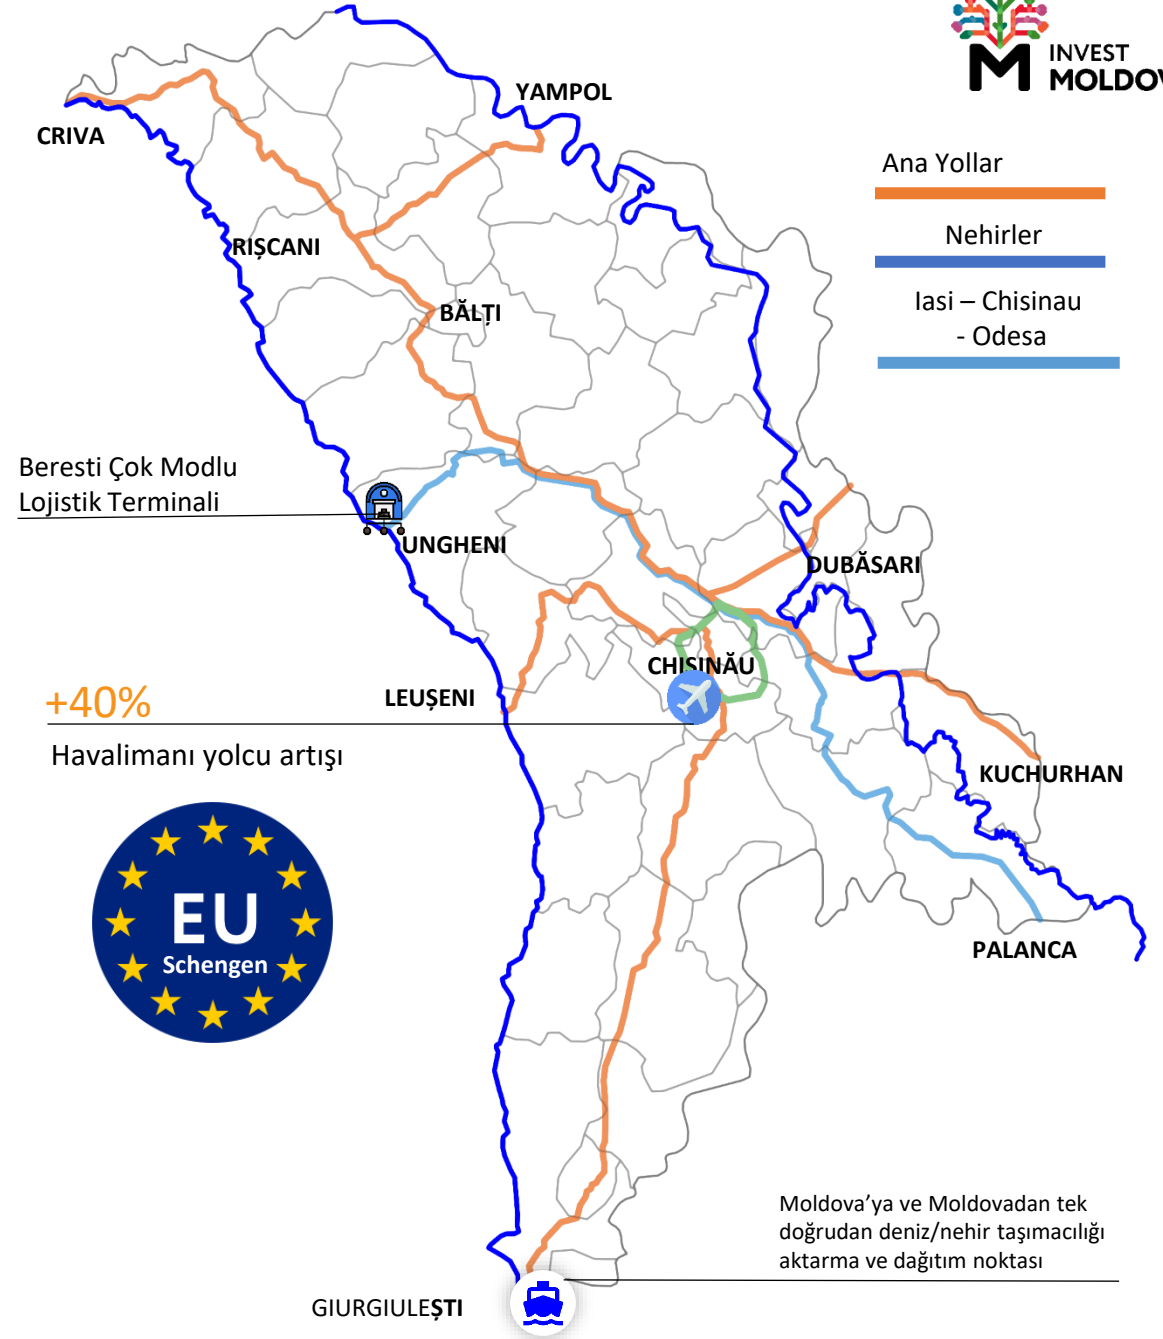 INVEST
MOLDOV
YAMPOL
CRIVA
Ana Yollar
Nehirler
RIȘCANI
Iasi – Chisinau
- Odesa
BĂLȚI
Beresti Çok Modlu
Lojistik Terminali
UNGHENI
DUBĂSARI
CHIȘINĂU
LEUȘENI
+40%
Havalimanı yolcu artışı
KUCHURHAN
EU
Schengen
PALANCA
Moldova’ya ve Moldovadan tek
doğrudan deniz/nehir taşımacılığı
aktarma ve dağıtım noktası
GIURGIULEȘTI